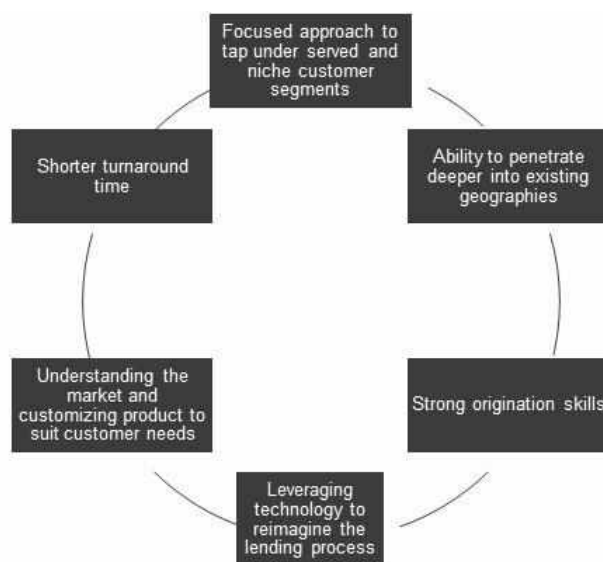 Focused approach to
tap under served and
niche customer
segments
Shorter turnaround
time
Ability to penetrate
deeper into existing
geographies
Understanding the
market and
customizing product to
suit customer needs
Strong origination skills
Leveraging
technology to
reimagine the
lending process